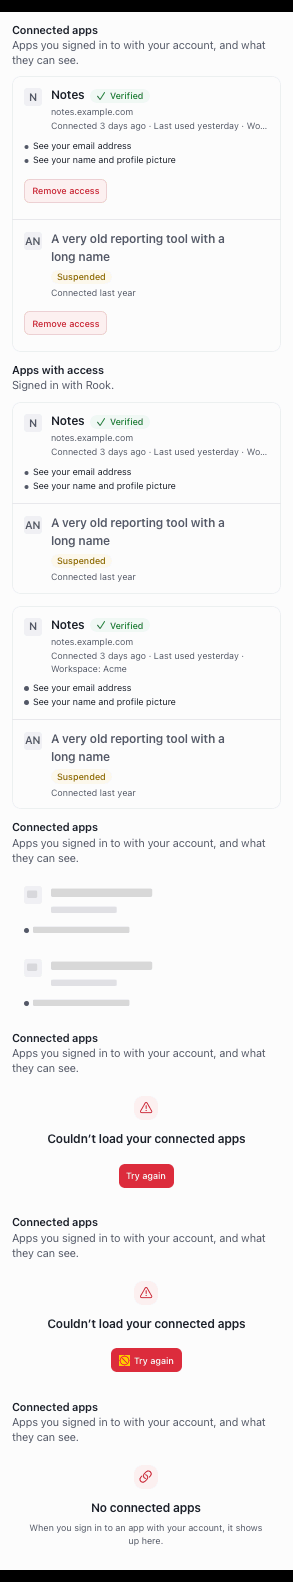 Connected apps
Apps you signed in to with your account, and what
they can see.
N
Notes
Verified
notes.example.com
Connected 3 days ago · Last used yesterday · Wo...
See your email address
See your name and profile picture
Remove access
AN
A very old reporting tool with a
long name
Suspended
Connected last year
Remove access
Apps with access
Signed in with Rook.
N
Notes
Verified
notes.example.com
Connected 3 days ago · Last used yesterday · Wo...
See your email address
See your name and profile picture
AN
A very old reporting tool with a
long name
Suspended
Connected last year
N
Notes
Verified
notes.example.com
Connected 3 days ago · Last used yesterday ·
Workspace: Acme
See your email address
See your name and profile picture
AN
A very old reporting tool with a
long name
Suspended
Connected last year
Connected apps
Apps you signed in to with your account, and what
they can see.
Connected apps
Apps you signed in to with your account, and what
they can see.
Couldn't load your connected apps
Try again
Connected apps
Apps you signed in to with your account, and what
they can see.
Couldn't load your connected apps
Try again
Connected apps
Apps you signed in to with your account, and what
they can see.
No connected apps
When you sign in to an app with your account, it shows
up here.